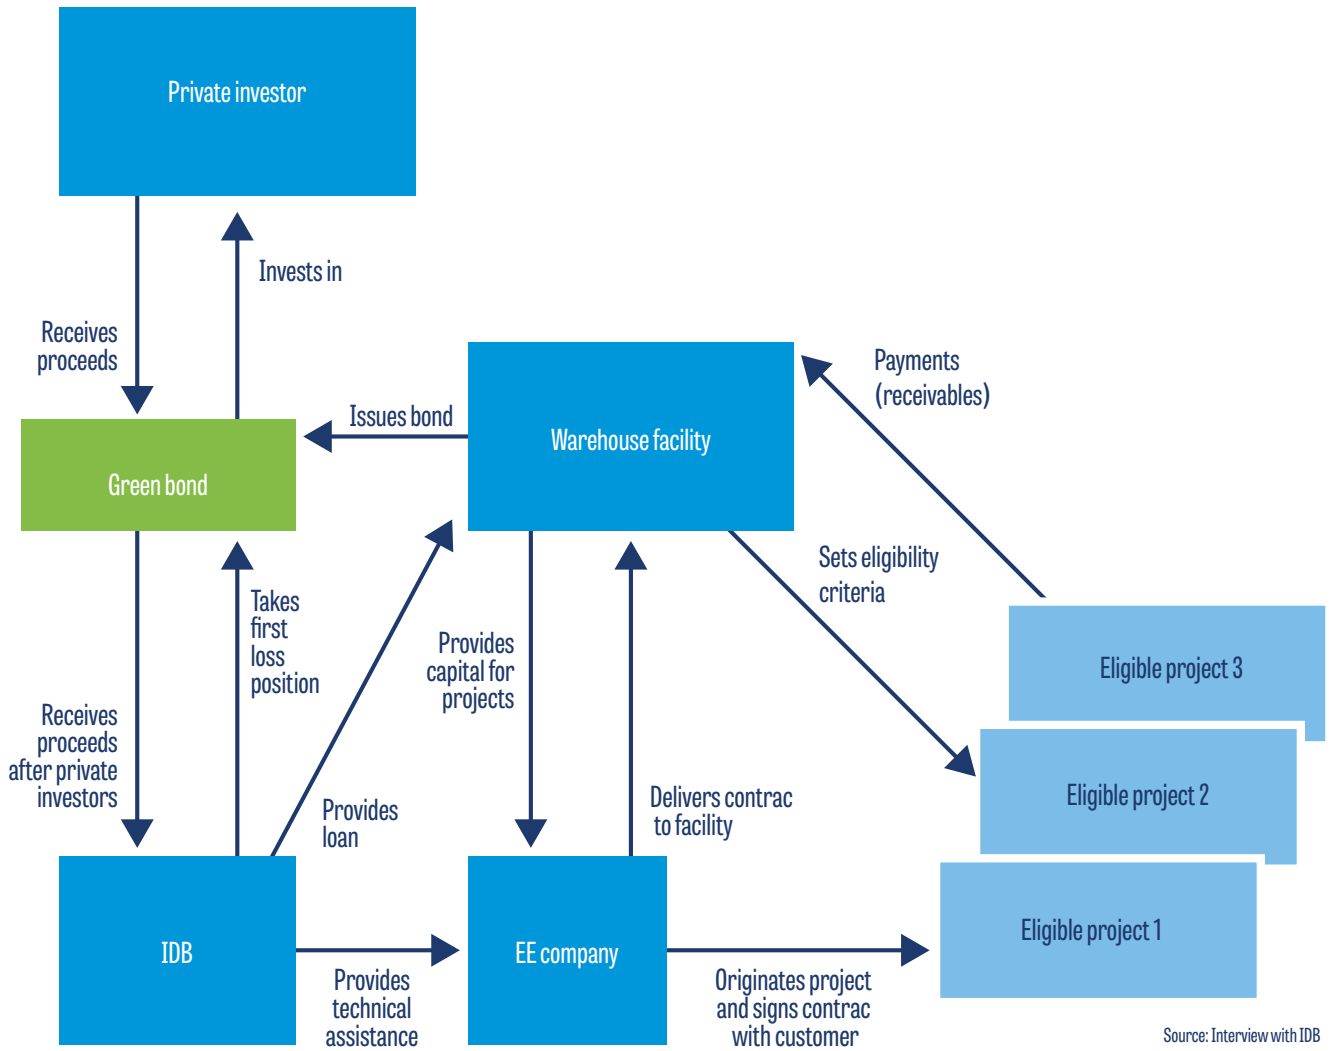 Private investor
Invests in
Receives
proceeds
Payments
(receivables)
Issues bond
Warehouse facility
Green bond
Sets eligibility
criteria
Takes
first
loss
position
Provides
capital for
projects
Eligible project 3
Receives
proceeds
after private
investors
Provides
loan
Delivers contrac
to facility
Eligible project 2
Eligible project 1
IDB
EE company
Provides
technical
assistance
Originates project
and signs contrac
with customer
Source: Interview with IDB